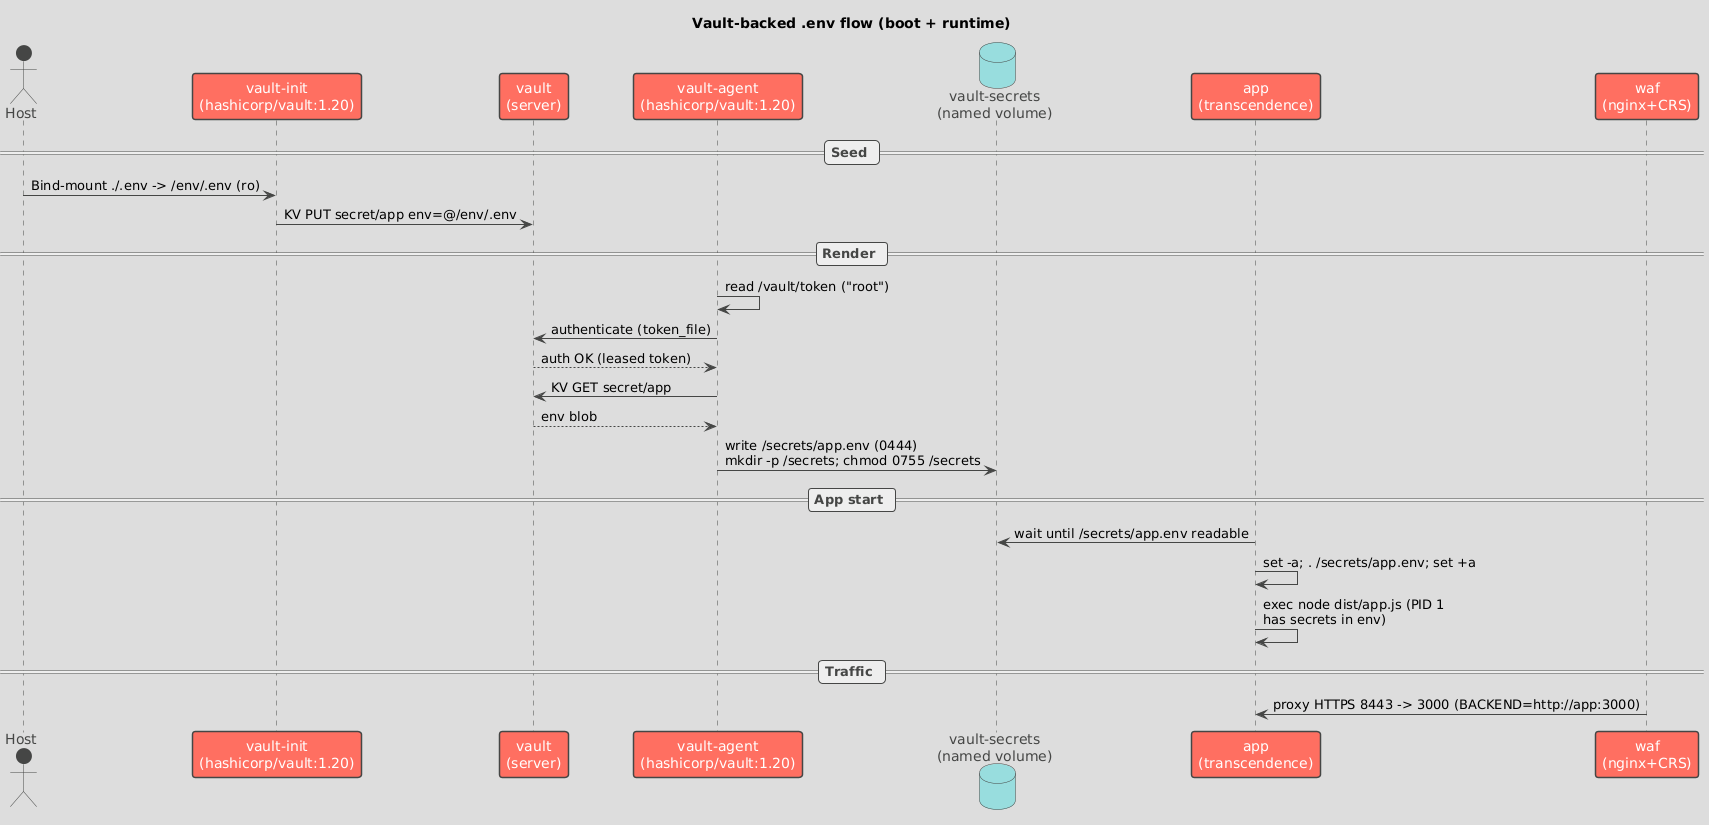 Vault-backed .env flow (boot + runtime)
Host
vault-init
(hashicorp/vault:1.20)
vault
(server)
vault-agent
(hashicorp/vault:1.20)
vault-secrets
(named volume)
app
(transcendence)
waf
(nginx+CRS)
Seed
Bind-mount ./.env -> /env/.env (ro)
KV PUT secret/app env=@/env/.env
Render
read /vault/token ("root")
authenticate (token_file)
auth OK (leased token)
KV GET secret/app
env blob
write /secrets/app.env (0444)
mkdir -p /secrets; chmod 0755 /secrets
App start
wait until /secrets/app.env readable
set -a; . /secrets/app.env; set +a
exec node dist/app.js (PID 1
has secrets in env)
Traffic
proxy HTTPS 8443 -> 3000 (BACKEND=http://app:3000)
Host
vault-init
(hashicorp/vault:1.20)
vault
(server)
vault-agent
(hashicorp/vault:1.20)
vault-secrets
(named volume)
app
(transcendence)
waf
(nginx+CRS)